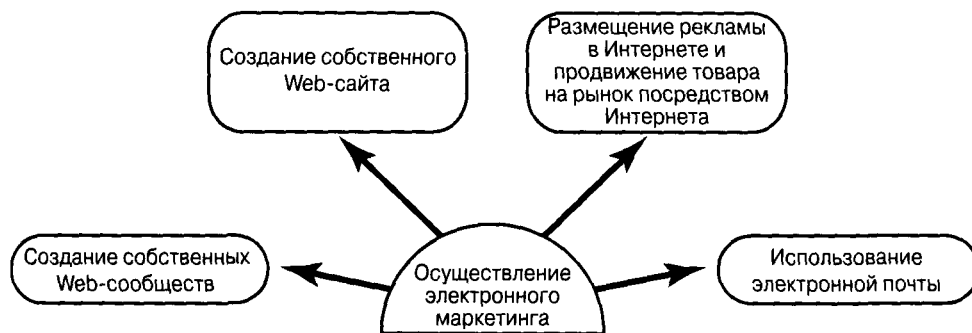 Создание собственного
Web-сайта
Размещение рекламы
в Интернете и
продвижение товара
на рынок посредством
Интернета
Создание собственных
Web-сообществ
Осуществление
электронного
маркетинга
Использование
электронной почты